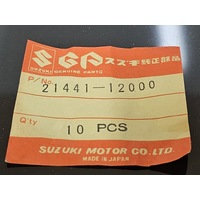 SGP スズキ純正部品
SUZUKI GENUINE PARTS
P/No. 21441-12000
Q'ty 10 PCS
SUZUKI MOTOR CO.,LTD.
MADE IN JAPAN